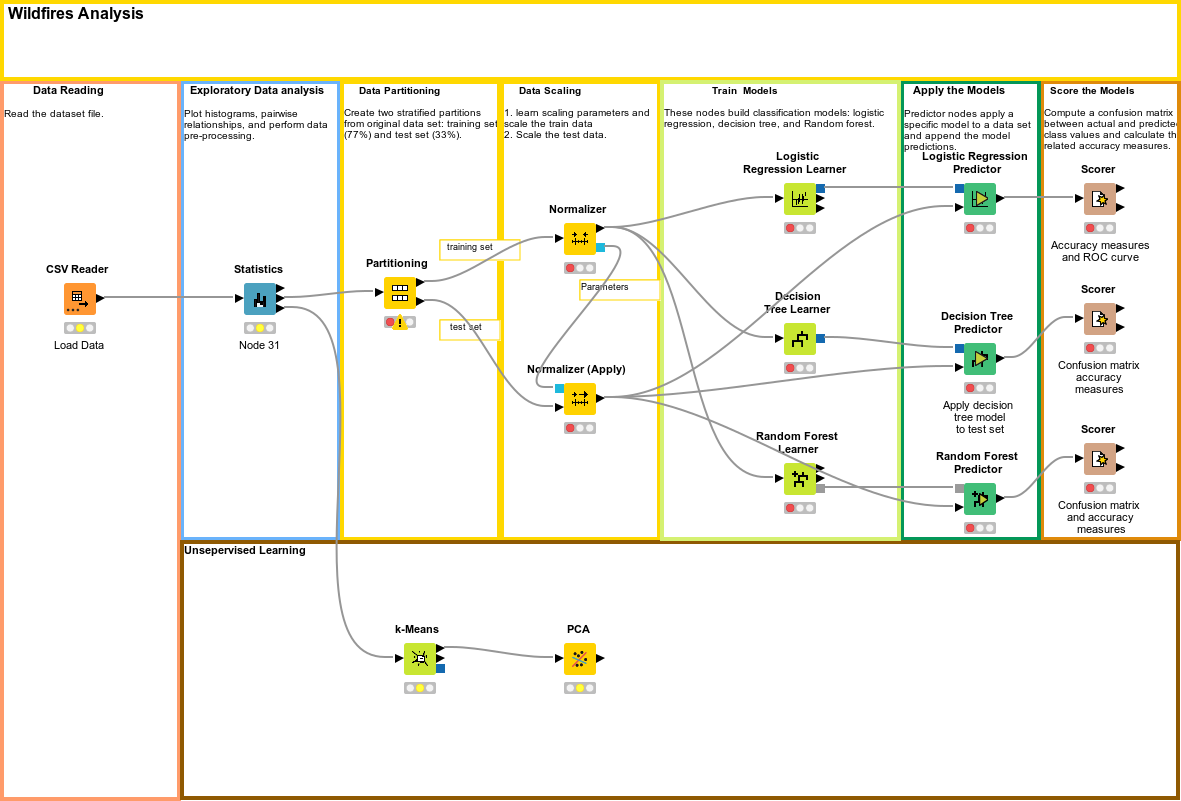 Wildfires Analysis
Data Reading
Read the dataset file.
Exploratory Data analysis
Plot histograms, pairwise
relationships, and perform data
pre-processing.
Data Partitioning
Create two stratified partitions
from original data set: training set
(77%) and test set (33%).
Data Scaling
1. learn scaling parameters and
scale the train data
2. Scale the test data.
Train Models
These nodes build classification models: logistic
regression, decision tree, and Random forest.
Apply the Models
Predictor nodes apply a
specific model to a data set
and append the model
predictions.
Score the Models
Compute a confusion matrix
between actual and predicte
class values and calculate th
related accuracy measures.
CSV Reader
Load Data
Statistics
Node 31
Partitioning
training set
test set
Normalizer
Parameters
Normalizer (Apply)
Logistic
Regression Learner
Decision
Tree Learner
Random Forest
Learner
Logistic Regression
Predictor
Decision Tree
Predictor
Apply decision
tree model
to test set
Random Forest
Predictor
Scorer
Accuracy measures
and ROC curve
Scorer
Confusion matrix
accuracy
measures
Scorer
Confusion matrix
and accuracy
measures
Unsepervised Learning
k-Means
PCA